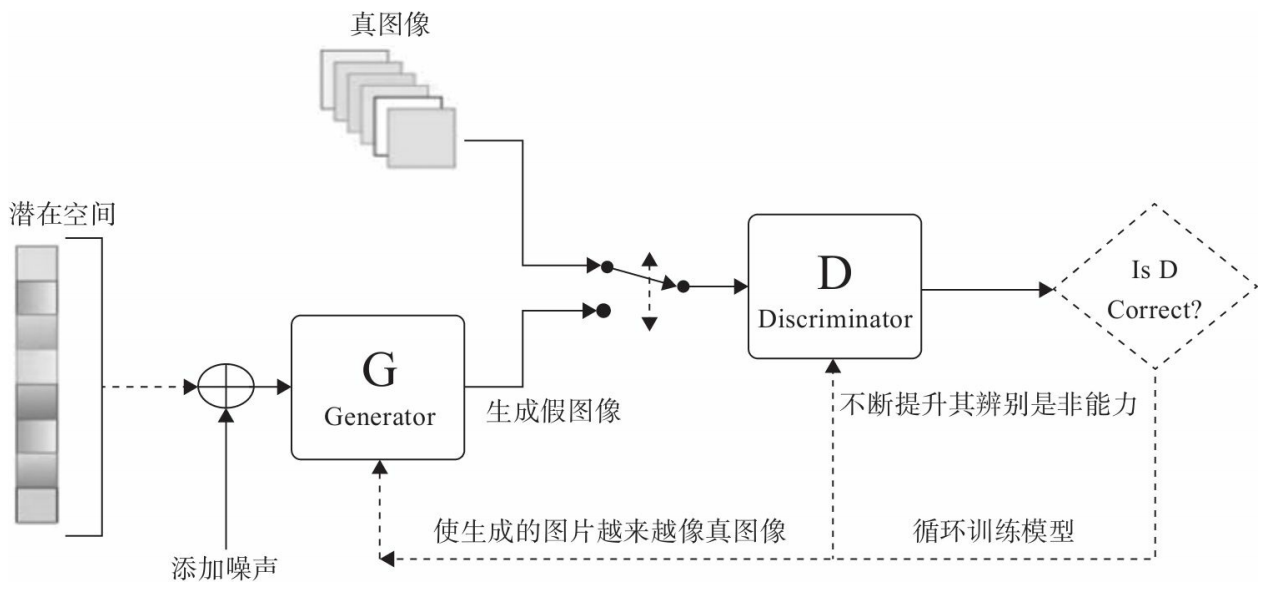 真图像
潜在空间
D
Discriminator
Is D
Correct?
G
Generator
生成假图像
不断提升其辨别是非能力
使生成的图片越来越像真图像
循环训练模型
添加噪声